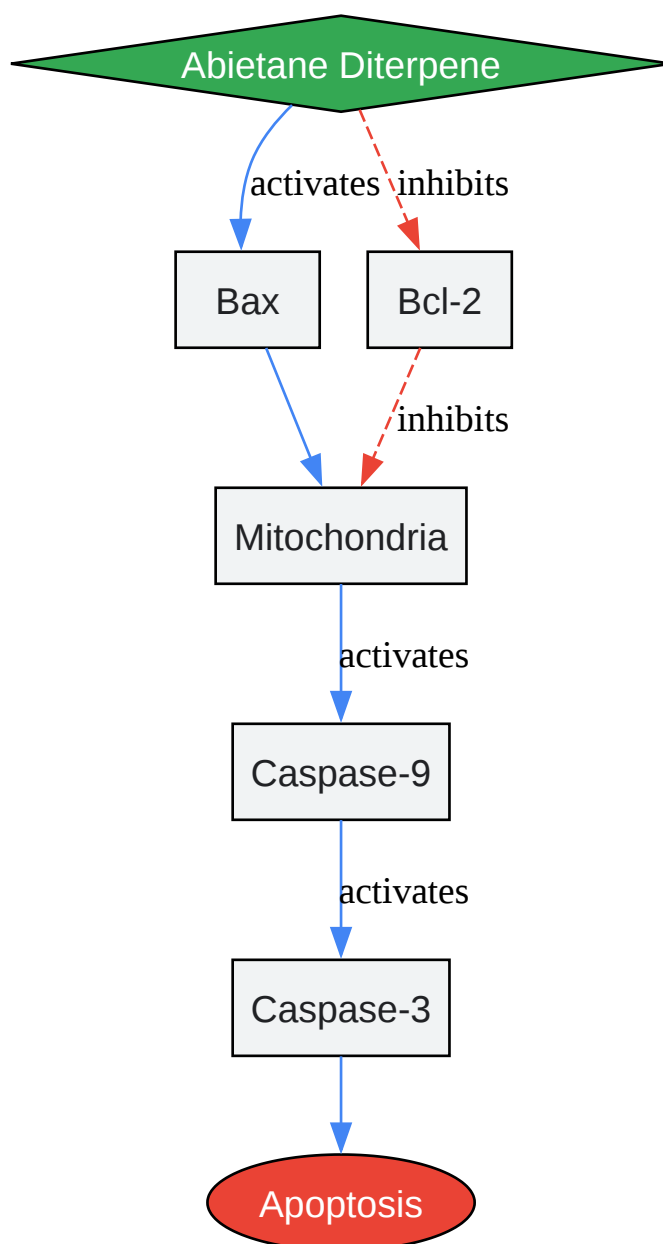 Abietane Diterpene
activates
inhibits
Bax
Bcl-2
inhibits
Mitochondria
activates
Caspase-9
activates
Caspase-3
Apoptosis